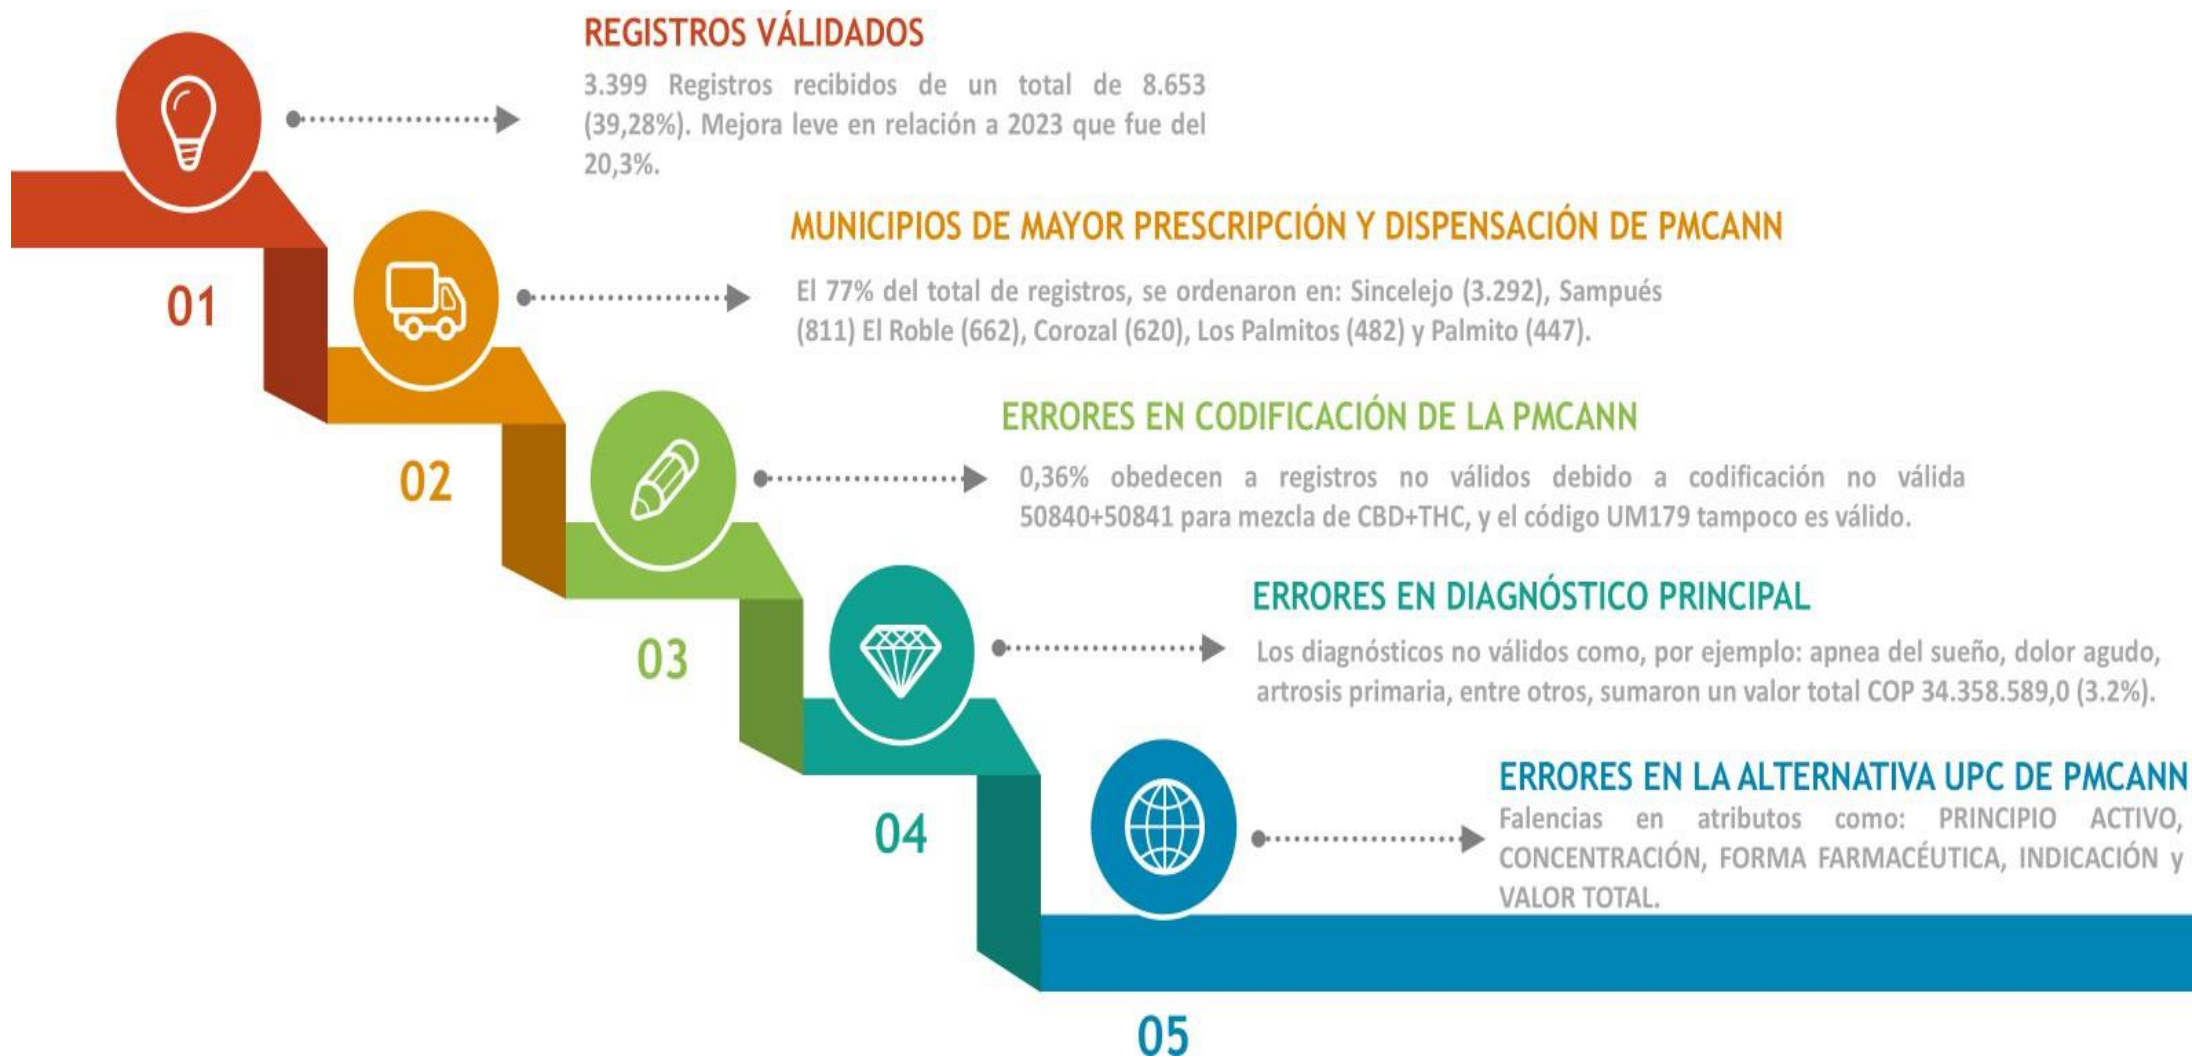 REGISTROS VÁLIDADOS
3.399 Registros recibidos de un total de 8.653
(39,28%). Mejora leve en relación a 2023 que fue del
20,3%.
01
MUNICIPIOS DE MAYOR PRESCRIPCIÓN Y DISPENSACIÓN DE PMCANN
El 77% del total de registros, se ordenaron en: Sincelejo (3.292), Sampués
(811) El Roble (662), Corozal (620), Los Palmitos (482) y Palmito (447).
02
ERRORES EN CODIFICACIÓN DE LA PMCANN
0,36% obedecen a registros no válidos debido a codificación no válida
50840+50841 para mezcla de CBD+THC, y el código UM179 tampoco es válido.
03
ERRORES EN DIAGNÓSTICO PRINCIPAL
Los diagnósticos no válidos como, por ejemplo: apnea del sueño, dolor agudo,
artrosis primaria, entre otros, sumaron un valor total COP 34.358.589,0 (3.2%).
04
ERRORES EN LA ALTERNATIVA UPC DE PMCANN
Falencias en atributos como: PRINCIPIO ACTIVO,
CONCENTRACIÓN, FORMA FARMACÉUTICA, INDICACIÓN y
VALOR TOTAL.
05